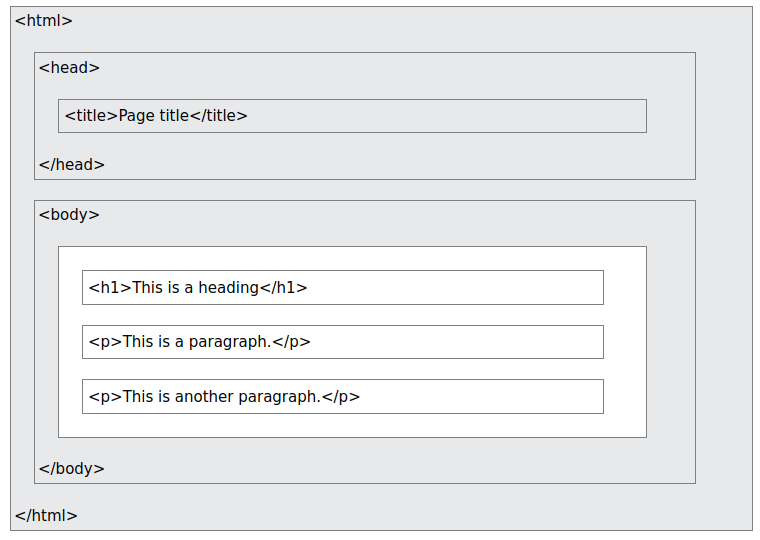 <html>
<head>
<title>Page title</title>
</head>
<body>
<h1>This is a heading</h1>
<p>This is a paragraph.</p>
<p>This is another paragraph.</p>
</body>
</html>